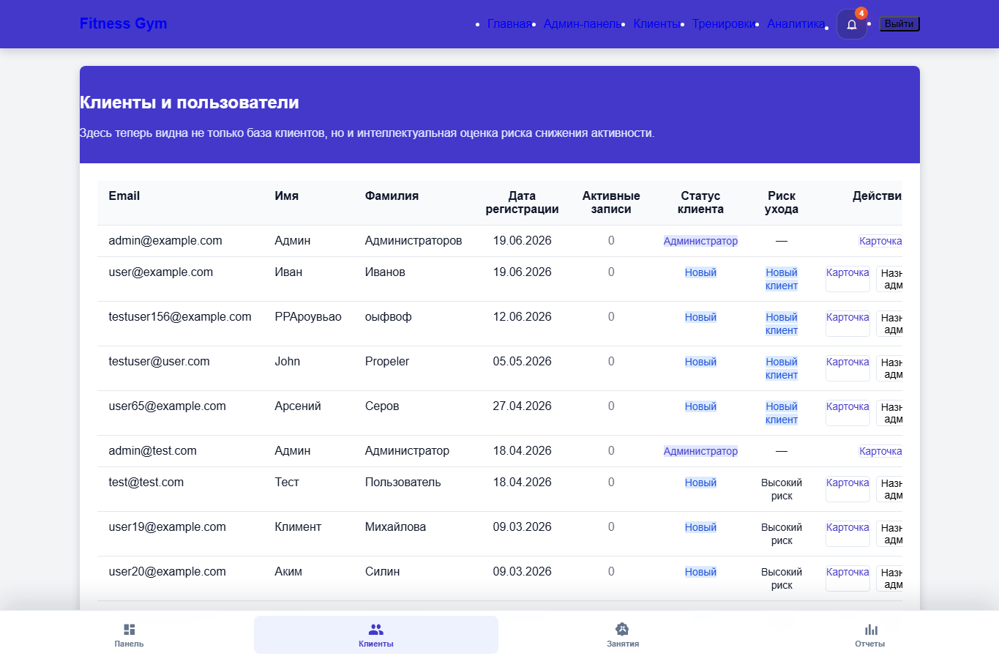 Fitness Gym
Главная Админ-панель Клиенты Тренировки Аналитика 4 Выйти
Клиенты и пользователи
Здесь теперь видна не только база клиентов, но и интеллектуальная оценка риска снижения активности.
Email Имя Фамилия Дата регистрации Активные записи Статус клиента Риск ухода Действи
admin@example.com Админ Администраторов 19.06.2026 0 Администратор — Карточка
user@example.com Иван Иванов 19.06.2026 0 Новый Новый клиент Карточка Назн адм
testuser156@example.com РРАроувьао оыфвоф 12.06.2026 0 Новый Новый клиент Карточка Назн адм
testuser@user.com John Propeler 05.05.2026 0 Новый Новый клиент Карточка Назн адм
user65@example.com Арсений Серов 27.04.2026 0 Новый Новый клиент Карточка Назн адм
admin@test.com Админ Администратор 18.04.2026 0 Администратор — Карточка
test@test.com Тест Пользователь 18.04.2026 0 Новый Высокий риск Карточка Назн адм
user19@example.com Климент Михайлова 09.03.2026 0 Новый Высокий риск Карточка Назн адм
user20@example.com Аким Силин 09.03.2026 0 Новый Высокий риск Карточка Назн адм
Панель Клиенты Занятия Отчеты